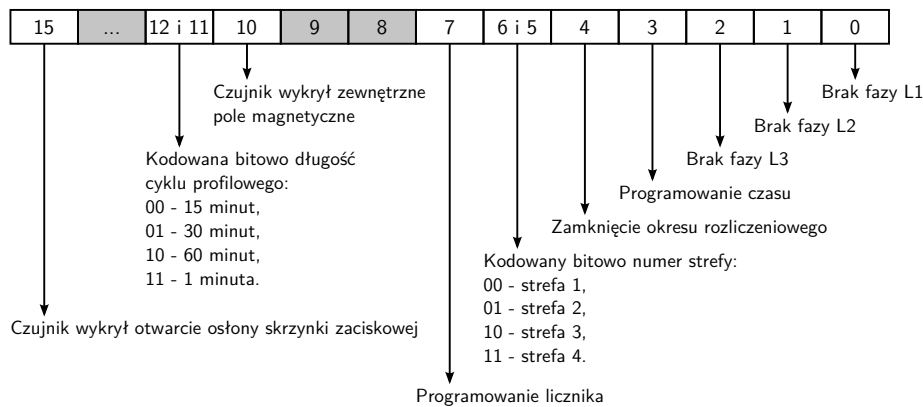 15 ... 12 i 11 10 9 8 7 6 i 5 4 3 2 1 0
Czujnik wykrył zewnętrzne
pole magnetyczne
Brak fazy L1
Brak fazy L2
Kodowana bitowo długość
cyklu profilowego:
00 - 15 minut,
01 - 30 minut,
10 - 60 minut,
11 - 1 minuta.
Brak fazy L3
Programowanie czasu
Zamknięcie okresu rozliczeniowego
Kodowany bitowo numer strefy:
00 - strefa 1,
01 - strefa 2,
10 - strefa 3,
11 - strefa 4.
Czujnik wykrył otwarcie osłony skrzynki zaciskowej
Programowanie licznika